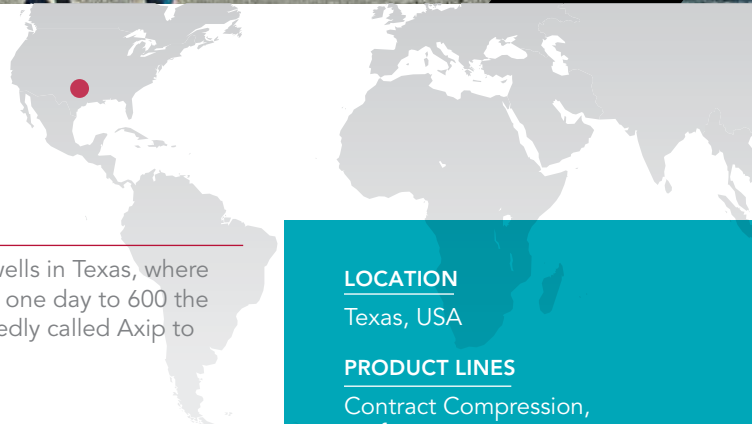 wells in Texas, where
one day to 600 the
edly called Axip to
LOCATION
Texas, USA
PRODUCT LINES
Contract Compression,